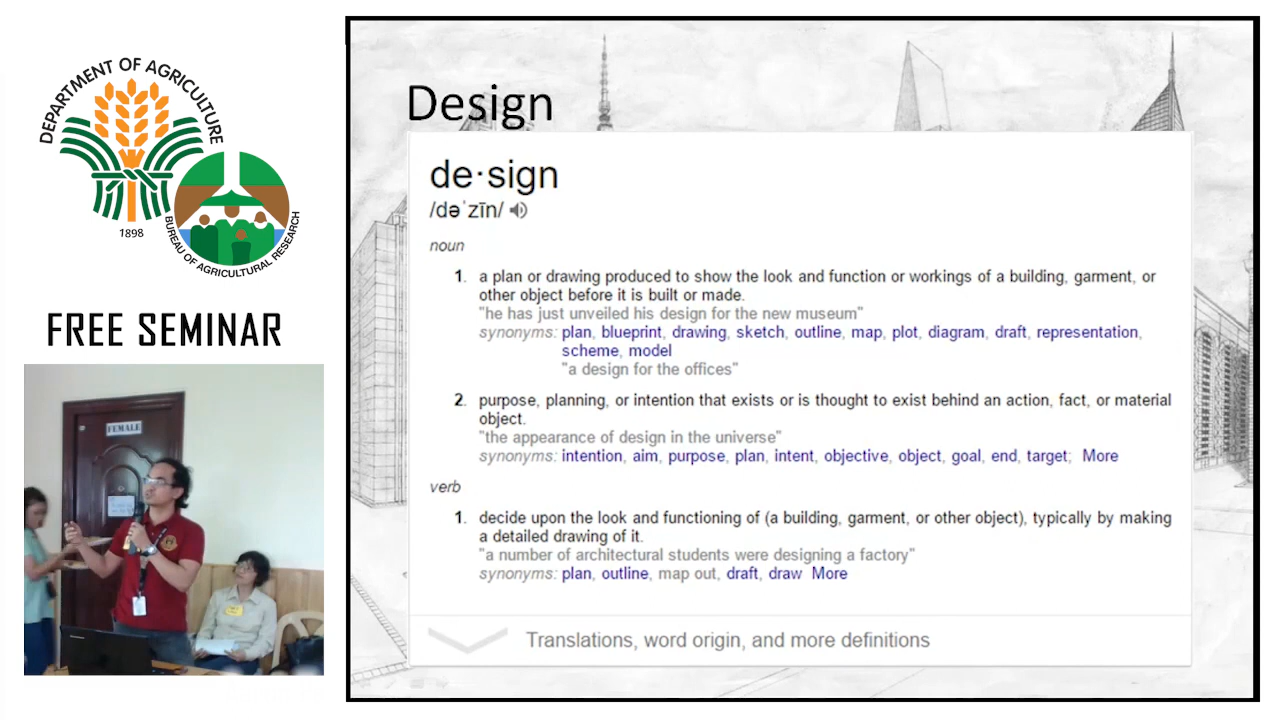 DEPARTMENT OF AGRICULTURE
1898
BUREAU OF AGRICULTURAL RESEARCH
FREE SEMINAR
FEMALE
Design
de·sign
/dəˈzīn/
noun
1. a plan or drawing produced to show the look and function or workings of a building, garment, or
other object before it is built or made.
"he has just unveiled his design for the new museum"
synonyms: plan, blueprint, drawing, sketch, outline, map, plot, diagram, draft, representation,
scheme, model
"a design for the offices"
2. purpose, planning, or intention that exists or is thought to exist behind an action, fact, or material
object.
"the appearance of design in the universe"
synonyms: intention, aim, purpose, plan, intent, objective, object, goal, end, target; More
verb
1. decide upon the look and functioning of (a building, garment, or other object), typically by making
a detailed drawing of it.
"a number of architectural students were designing a factory"
synonyms: plan, outline, map out, draft, draw More
Translations, word origin, and more definitions